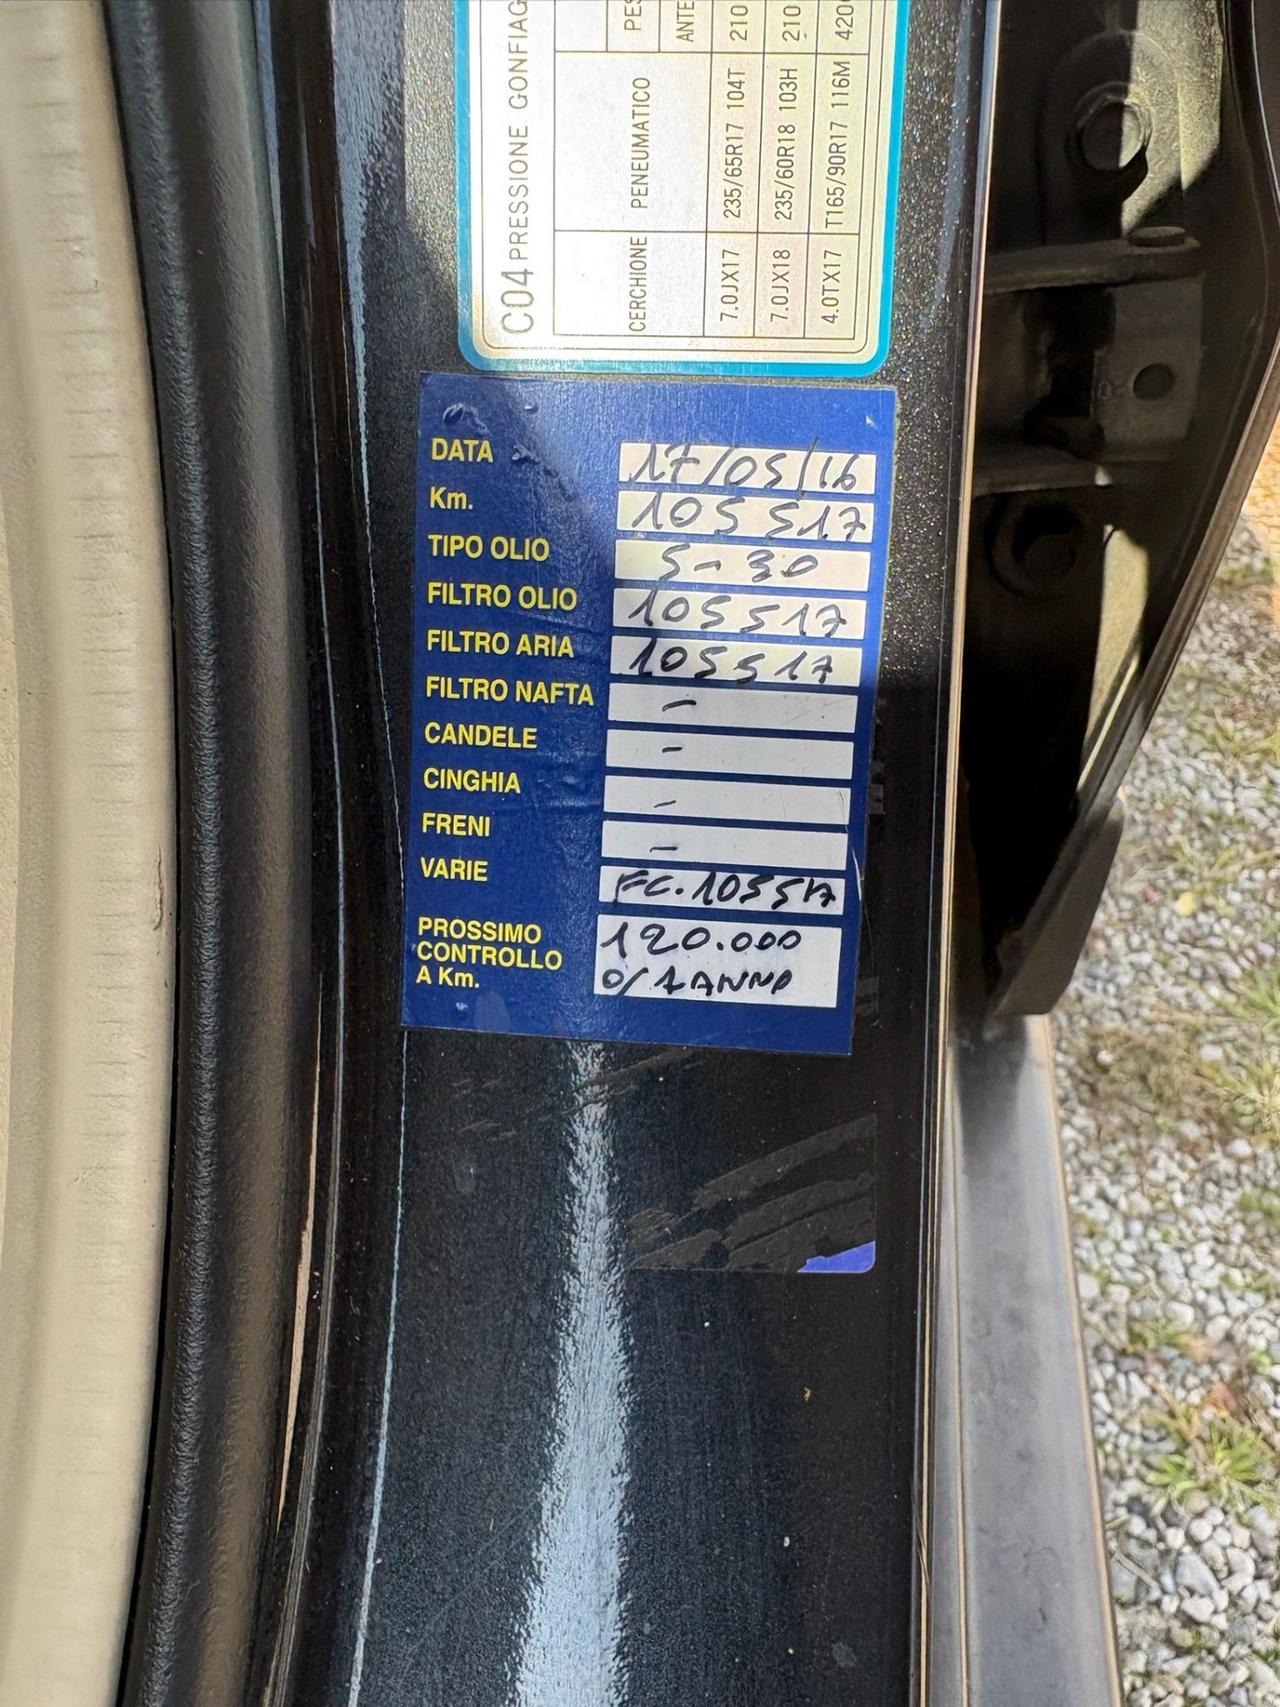 C04 PRESSIONE GONFIAG
CERCHIONE PENEUMATICO PES ANTE
7.0JX17 235/65R17 104T 210
7.0JX18 235/60R18 103H 210
4.0TX17 T165/90R17 116M 420
DATA 17/05/16
Km. 105517
TIPO OLIO 5-30
FILTRO OLIO 105517
FILTRO ARIA 105517
FILTRO NAFTA -
CANDELE -
CINGHIA -
FRENI -
VARIE FC. 105517
PROSSIMO 120.000
CONTROLLO
A Km. O/1ANNO